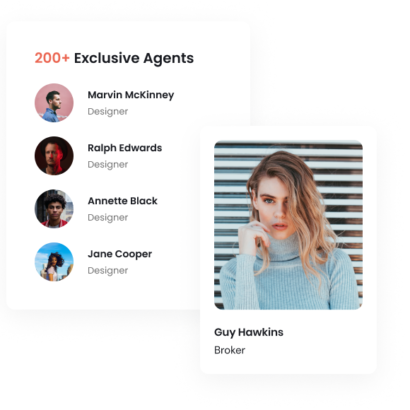 200+ Exclusive Agents
Marvin McKinney
Designer
Ralph Edwards
Designer
Annette Black
Designer
Jane Cooper
Designer
Guy Hawkins
Broker